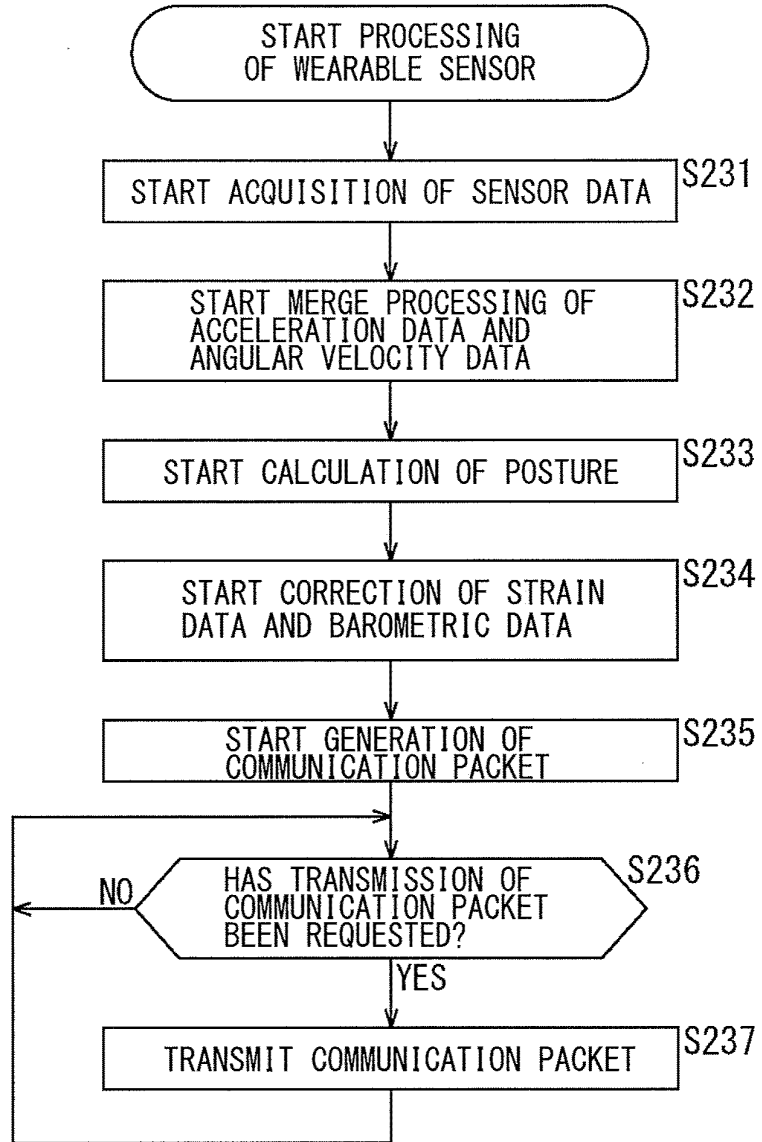 START PROCESSING
OF WEARABLE SENSOR
START ACQUISITION OF SENSOR DATA
S231
START MERGE PROCESSING OF
ACCELERATION DATA AND
ANGULAR VELOCITY DATA
S232
START CALCULATION OF POSTURE
S233
START CORRECTION OF STRAIN
DATA AND BAROMETRIC DATA
S234
START GENERATION OF
COMMUNICATION PACKET
S235
HAS TRANSMISSION OF
COMMUNICATION PACKET
BEEN REQUESTED?
S236
NO
YES
TRANSMIT COMMUNICATION PACKET
S237